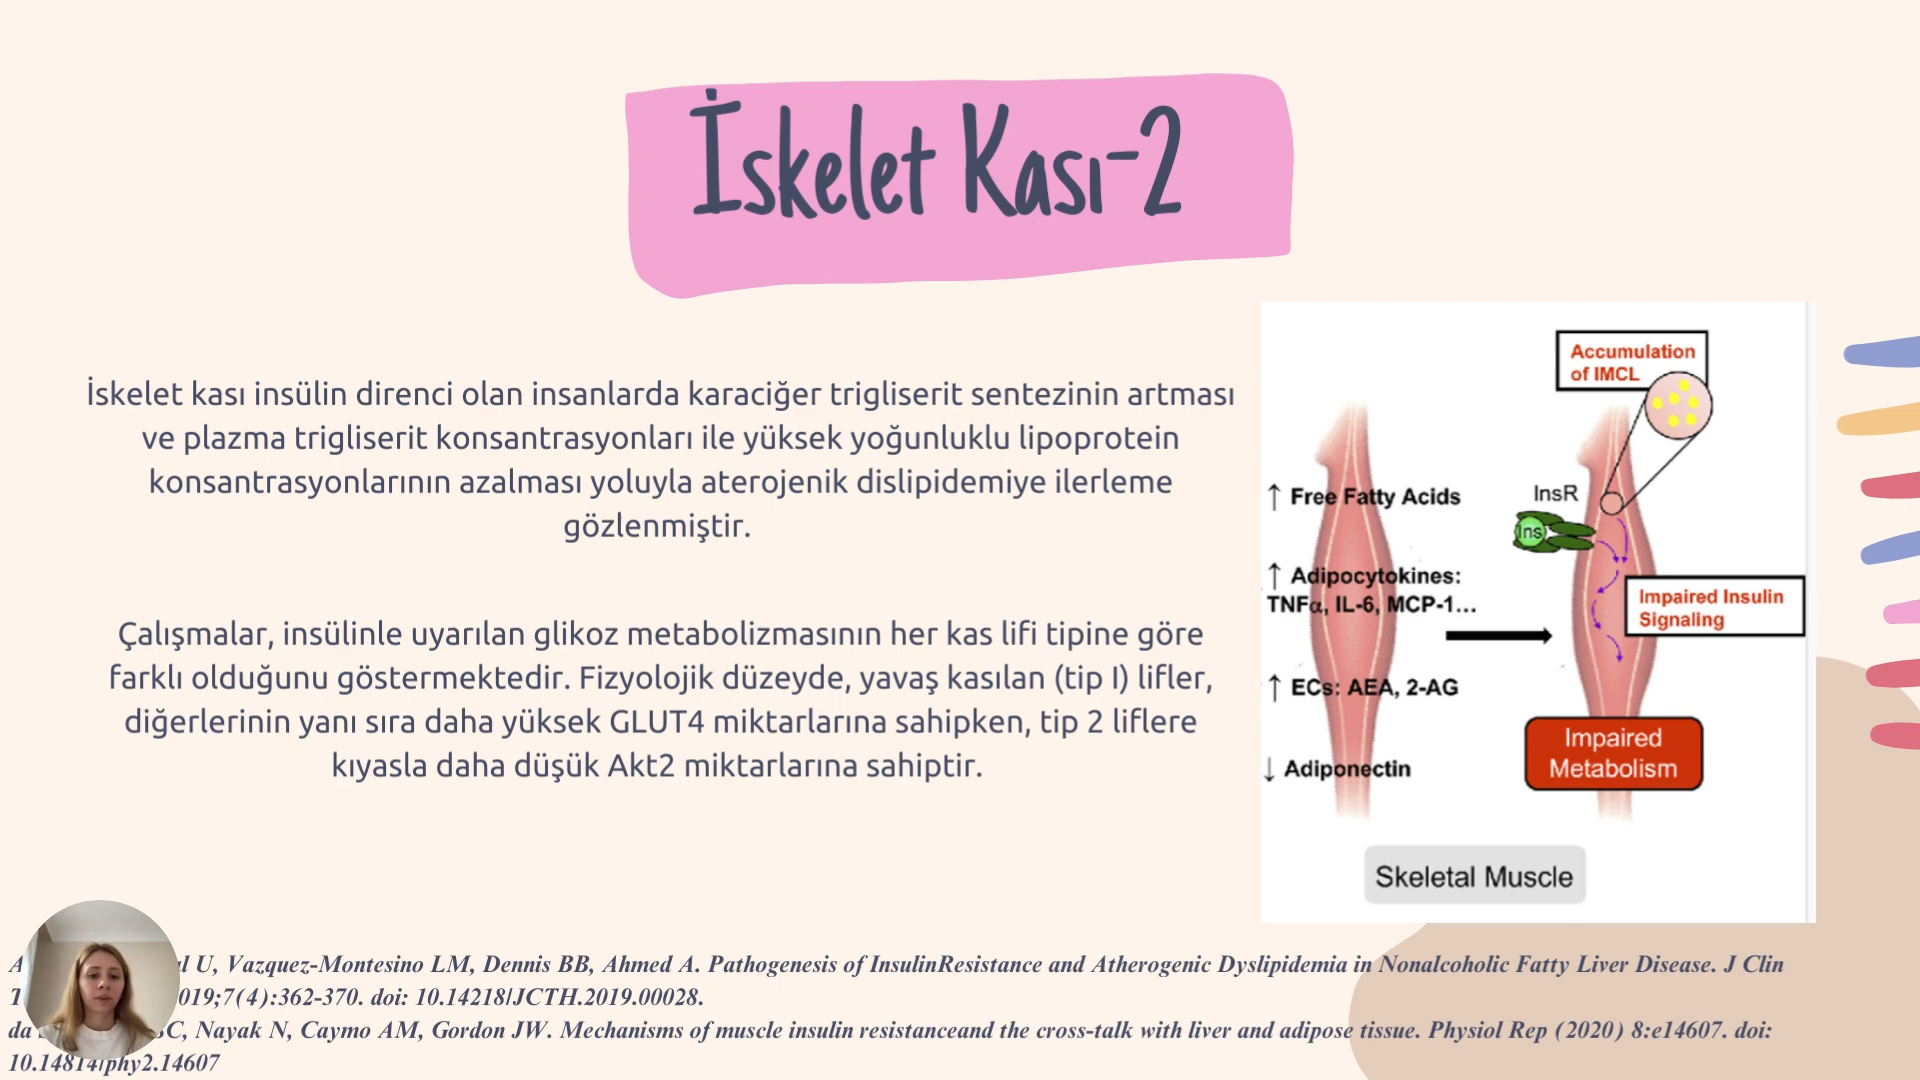 İskelet Kası-2
İskelet kası insülin direnci olan insanlarda karaciğer trigliserit sentezinin artması
ve plazma trigliserit konsantrasyonları ile yüksek yoğunluklu lipoprotein
konsantrasyonlarının azalması yoluyla aterojenik dislipidemiye ilerleme
gözlenmiştir.
Çalışmalar, insülinle uyarılan glikoz metabolizmasının her kas lifi tipine göre
farklı olduğunu göstermektedir. Fizyolojik düzeyde, yavaş kasılan (tip I) lifler,
diğerlerinin yanı sıra daha yüksek GLUT4 miktarlarına sahipken, tip 2 liflere
kıyasla daha düşük Akt2 miktarlarına sahiptir.
Accumulation
of IMCL
↑ Free Fatty Acids
InsR
Ins
↑ Adipocytokines:
TNFα, IL-6, MCP-1...
Impaired Insulin
Signaling
↑ ECs: AEA, 2-AG
Impaired
Metabolism
↓ Adiponectin
Skeletal Muscle
U, Vazquez-Montesino LM, Dennis BB, Ahmed A. Pathogenesis of InsulinResistance and Atherogenic Dyslipidemia in Nonalcoholic Fatty Liver Disease. J Clin
019;7(4):362-370. doi: 10.14218/JCTH.2019.00028.
da Nayak N, Caymo AM, Gordon JW. Mechanisms of muscle insulin resistanceand the cross-talk with liver and adipose tissue. Physiol Rep (2020) 8:e14607. doi:
10.14814/phy2.14607